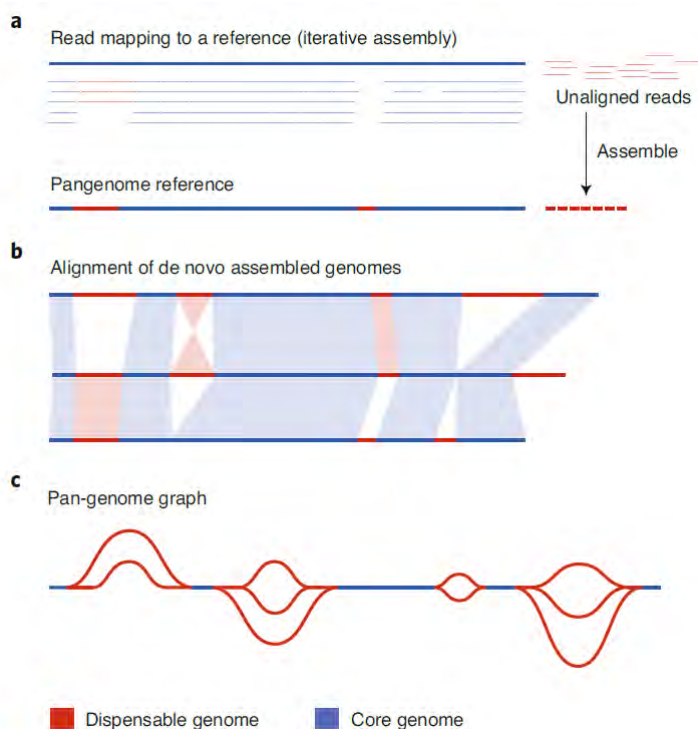 a
Read mapping to a reference (iterative assembly)
Unaligned reads
Assemble
Pangenome reference
b
Alignment of de novo assembled genomes
c
Pan-genome graph
Dispensable genome
Core genome